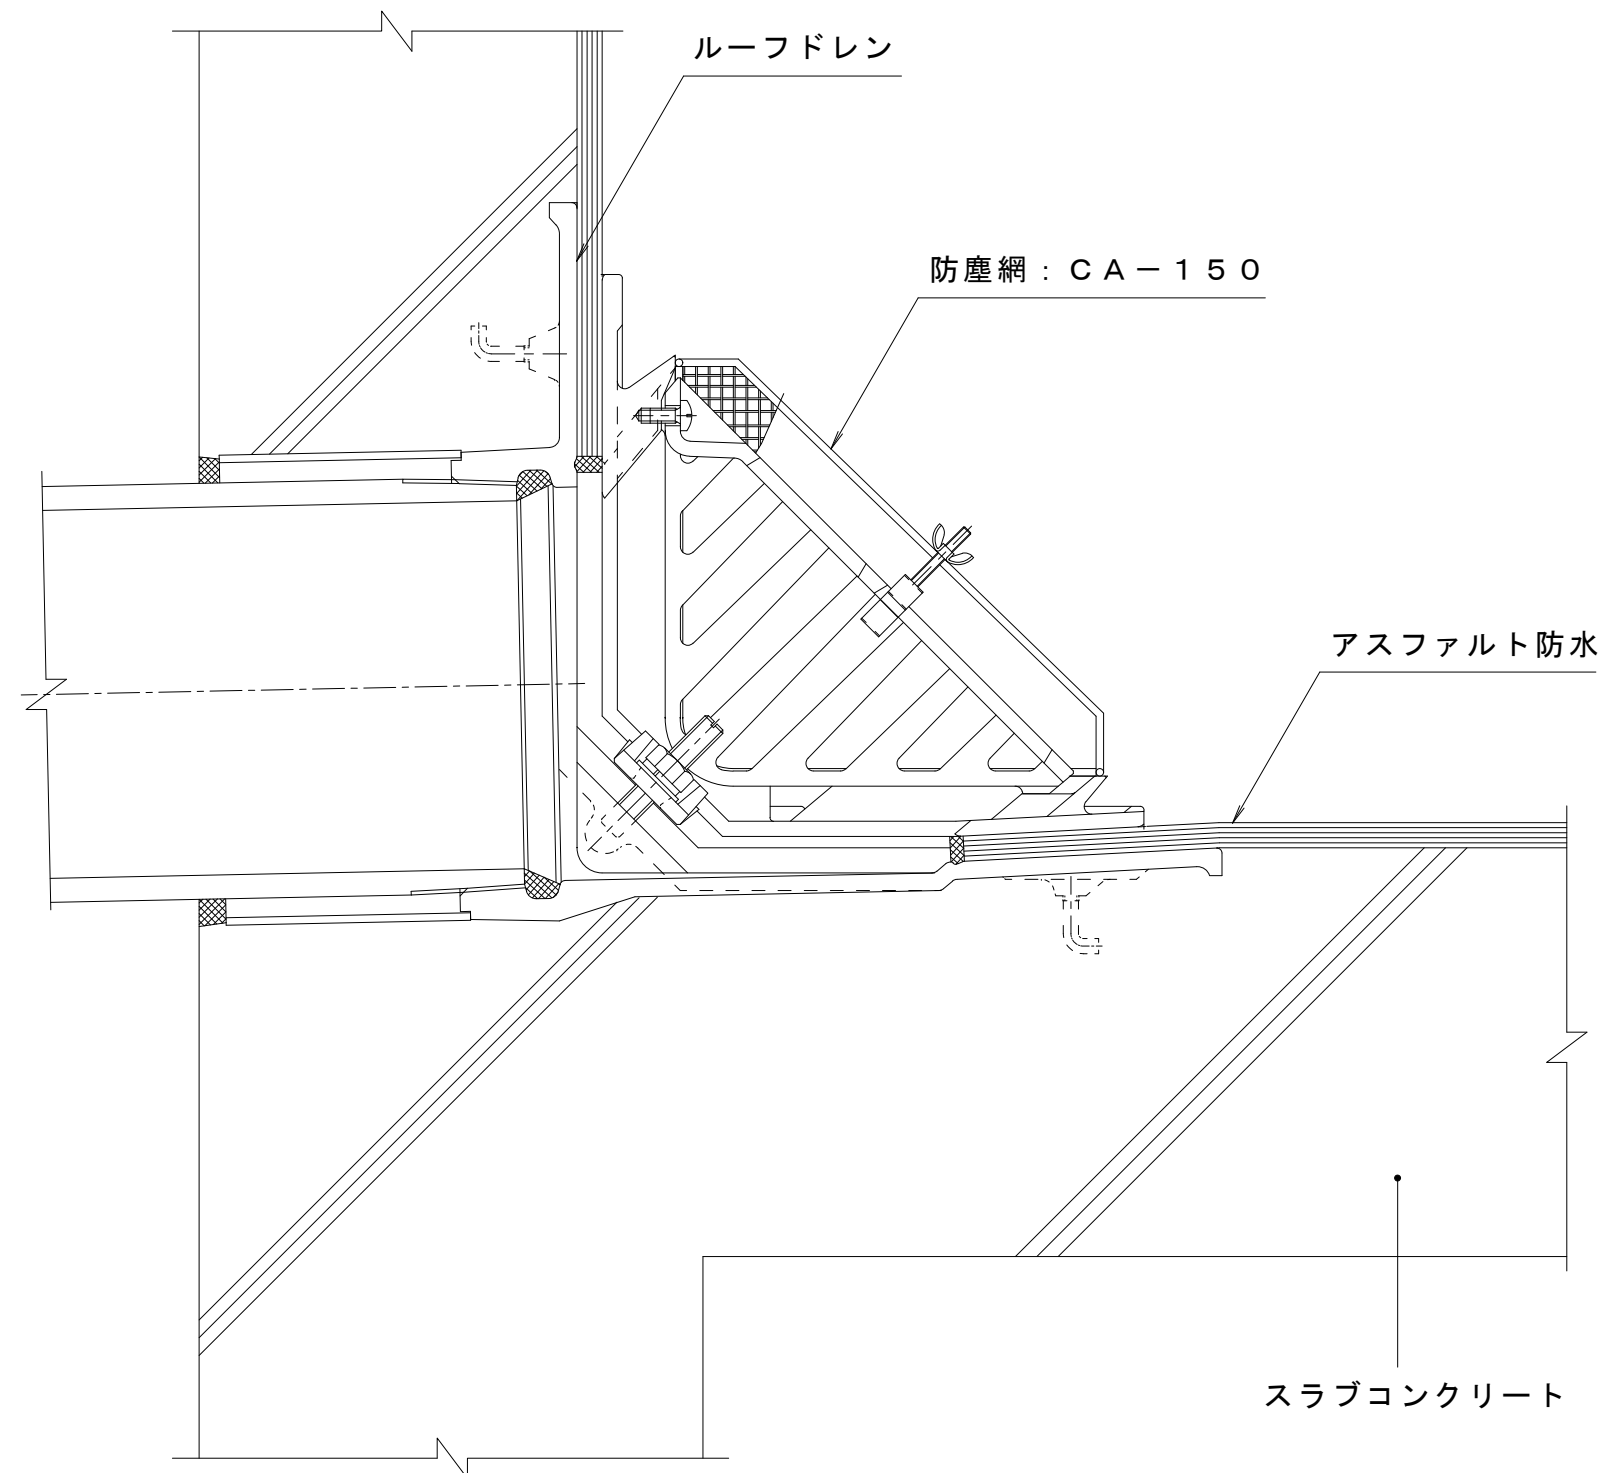 ルーフドレン
防塵網：ＣＡ－１５０
アスファルト防水
スラブコンクリート